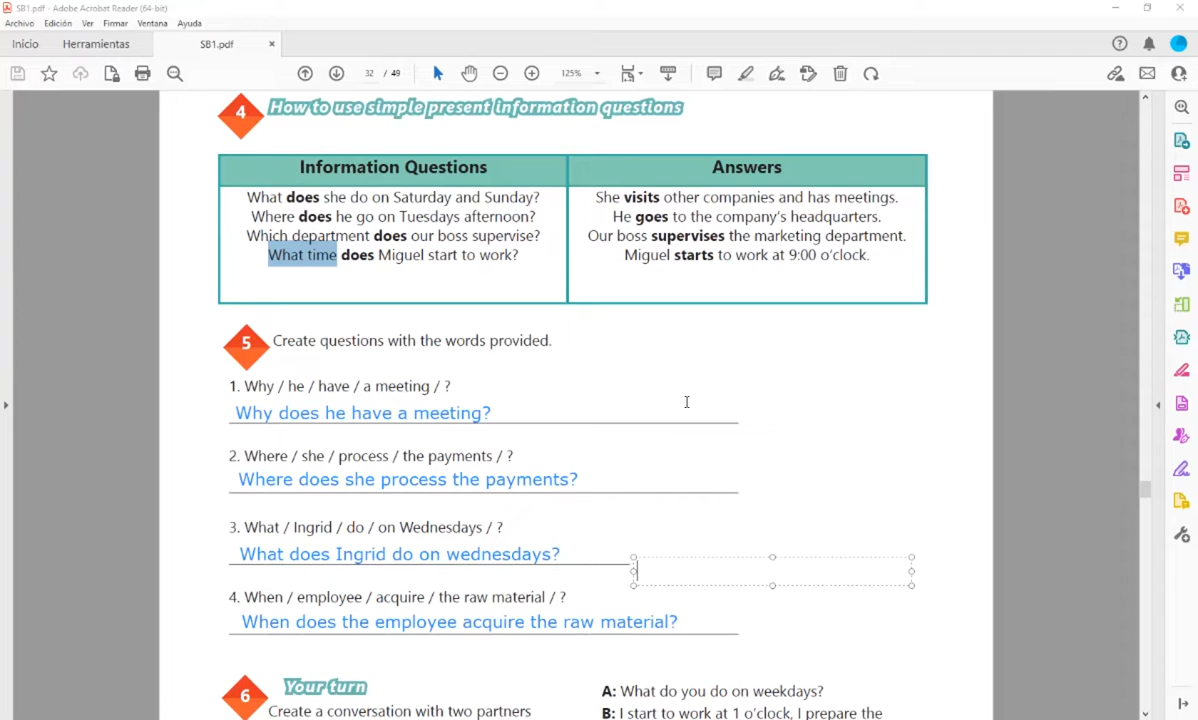 SB1.pdf - Adobe Acrobat Reader (64-bit)
Archivo Edición Ver Firmar Ventana Ayuda
Inicio Herramientas SB1.pdf ×
32 / 49 125%
4 How to use simple present information questions
Information Questions Answers
What does she do on Saturday and Sunday? She visits other companies and has meetings.
Where does he go on Tuesdays afternoon? He goes to the company's headquarters.
Which department does our boss supervise? Our boss supervises the marketing department.
What time does Miguel start to work? Miguel starts to work at 9:00 o'clock.
5 Create questions with the words provided.
1. Why / he / have / a meeting / ?
Why does he have a meeting?
2. Where / she / process / the payments / ?
Where does she process the payments?
3. What / Ingrid / do / on Wednesdays / ?
What does Ingrid do on wednesdays?
4. When / employee / acquire / the raw material / ?
When does the employee acquire the raw material?
6 Your turn
Create a conversation with two partners
A: What do you do on weekdays?
B: I start to work at 1 o'clock, I prepare the